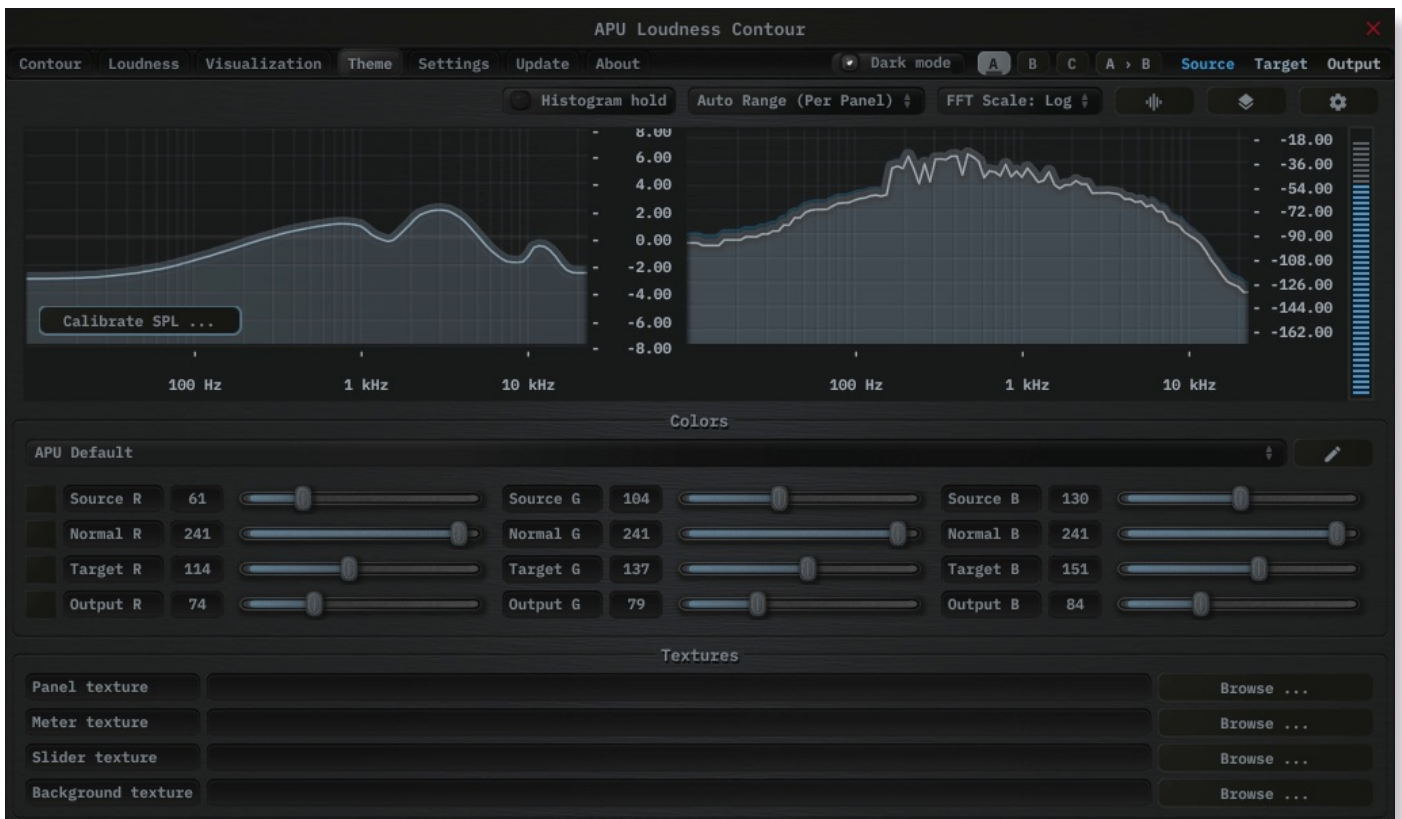 APU Loudness Contour
Contour Loudness Visualization Theme Settings Update About Dark mode A B C A › B Source Target Output
Histogram hold Auto Range (Per Panel) FFT Scale: Log
8.00
6.00
4.00
2.00
0.00
-2.00
-4.00
-6.00
-8.00
Calibrate SPL ...
100 Hz 1 kHz 10 kHz
-18.00
-36.00
-54.00
-72.00
-90.00
-108.00
-126.00
-144.00
-162.00
100 Hz 1 kHz 10 kHz
Colors
APU Default
Source R 61 Source G 104 Source B 130
Normal R 241 Normal G 241 Normal B 241
Target R 114 Target G 137 Target B 151
Output R 74 Output G 79 Output B 84
Textures
Panel texture Browse ...
Meter texture Browse ...
Slider texture Browse ...
Background texture Browse ...